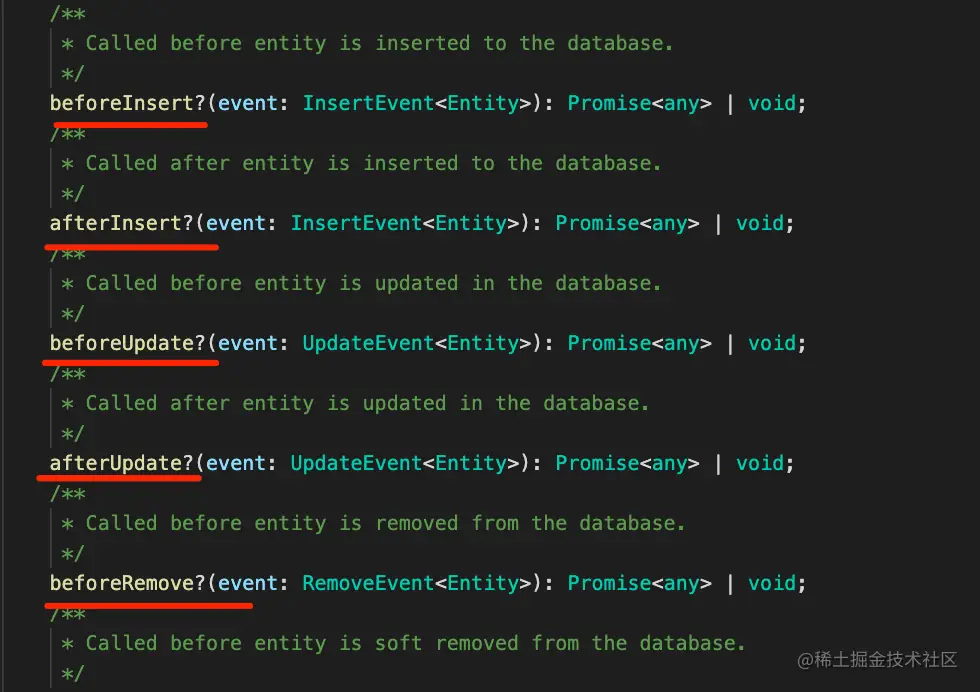 /**
* Called before entity is inserted to the database.
*/
beforeInsert?(event: InsertEvent<Entity>): Promise<any> | void;
/**
* Called after entity is inserted to the database.
*/
afterInsert?(event: InsertEvent<Entity>): Promise<any> | void;
/**
* Called before entity is updated in the database.
*/
beforeUpdate?(event: UpdateEvent<Entity>): Promise<any> | void;
/**
* Called after entity is updated in the database.
*/
afterUpdate?(event: UpdateEvent<Entity>): Promise<any> | void;
/**
* Called before entity is removed from the database.
*/
beforeRemove?(event: RemoveEvent<Entity>): Promise<any> | void;
/**
* Called before entity is soft removed from the database.
*/
@稀土掘金技术社区